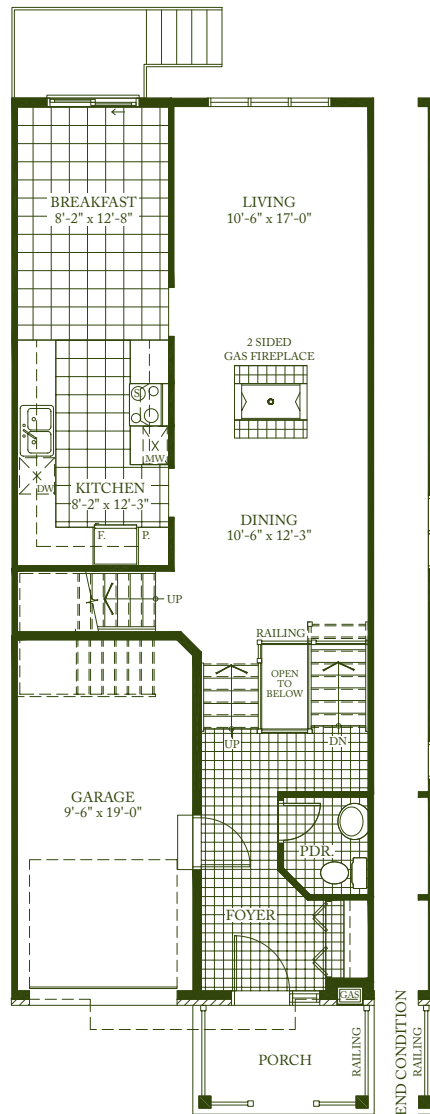 BREAKFAST
8'-2" x 12'-8"
LIVING
10'-6" x 17'-0"
2 SIDED
GAS FIREPLACE
S
MW
DW
KITCHEN
8'-2" x 12'-3"
F.
P.
DINING
10'-6" x 12'-3"
UP
RAILING
OPEN
TO
BELOW
UP
DN
GARAGE
9'-6" x 19'-0"
PDR.
FOYER
GAS
PORCH
RAILING
END CONDITION
RAILING